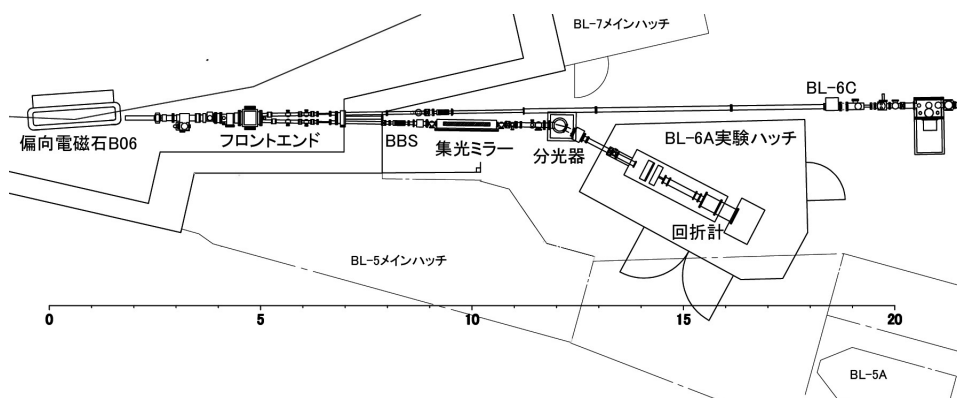 BL-7メインハッチ
BL-6C
偏向電磁石B06
フロントエンド
BBS
集光ミラー
分光器
BL-6A実験ハッチ
回折計
BL-5メインハッチ
0
5
10
15
20
BL-5A